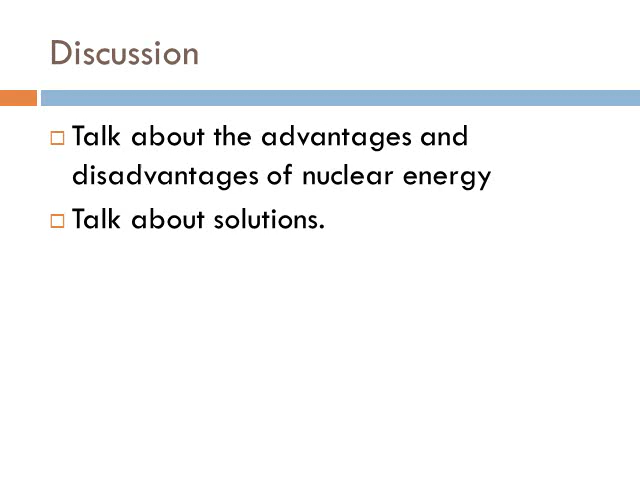 Discussion
Talk about the advantages and
disadvantages of nuclear energy
Talk about solutions.